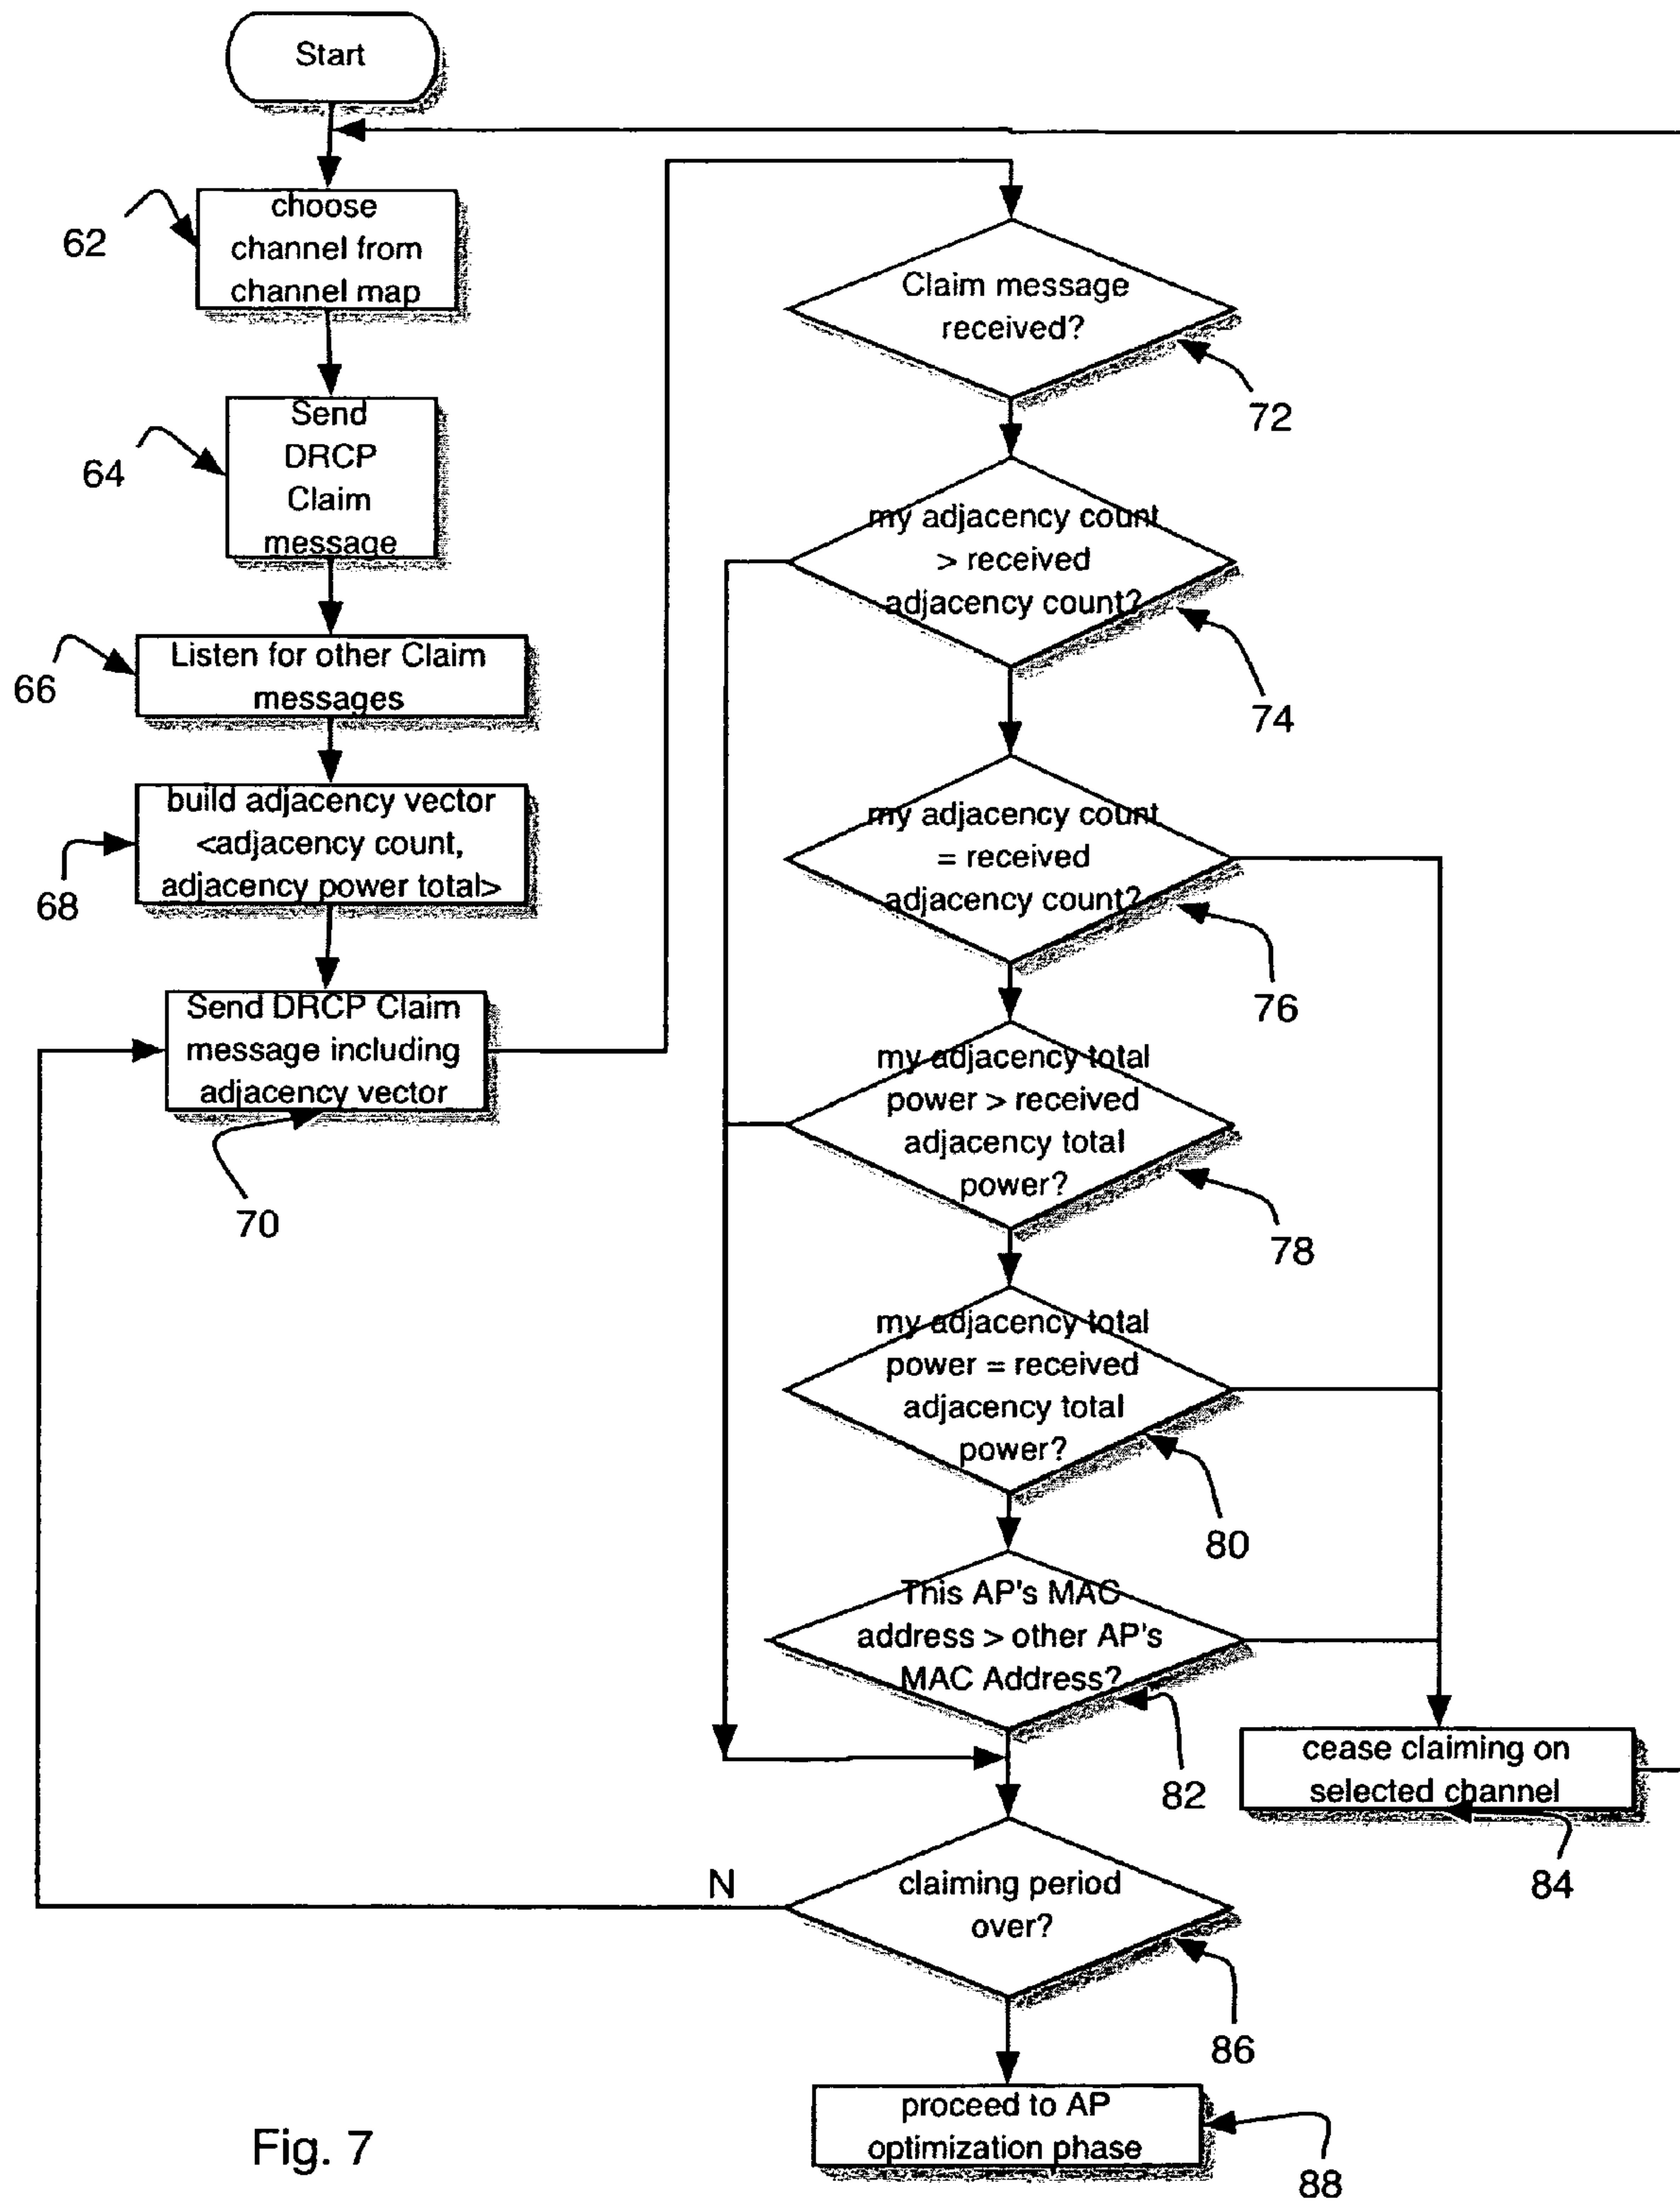 Start
choose
channel from
channel map
62
Send
DRCP
Claim
message
64
Listen for other Claim
messages
66
build adjacency vector
<adjacency count,
adjacency power total>
68
Send DRCP Claim
message including
adjacency vector
70
Claim message
received?
72
my adjacency count
> received
adjacency count?
74
my adjacency count
= received
adjacency count?
76
my adjacency total
power > received
adjacency total
power?
78
my adjacency total
power = received
adjacency total
power?
80
This AP's MAC
address > other AP's
MAC Address?
82
cease claiming on
selected channel
84
N
claiming period
over?
86
proceed to AP
optimization phase
88
Fig. 7